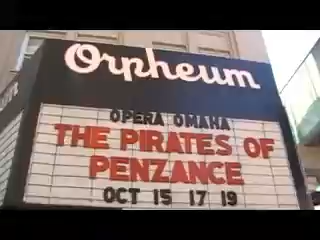 Orpheum
OPERA OMAHA
THE PIRATES OF
PENZANCE
OCT 15 17 19